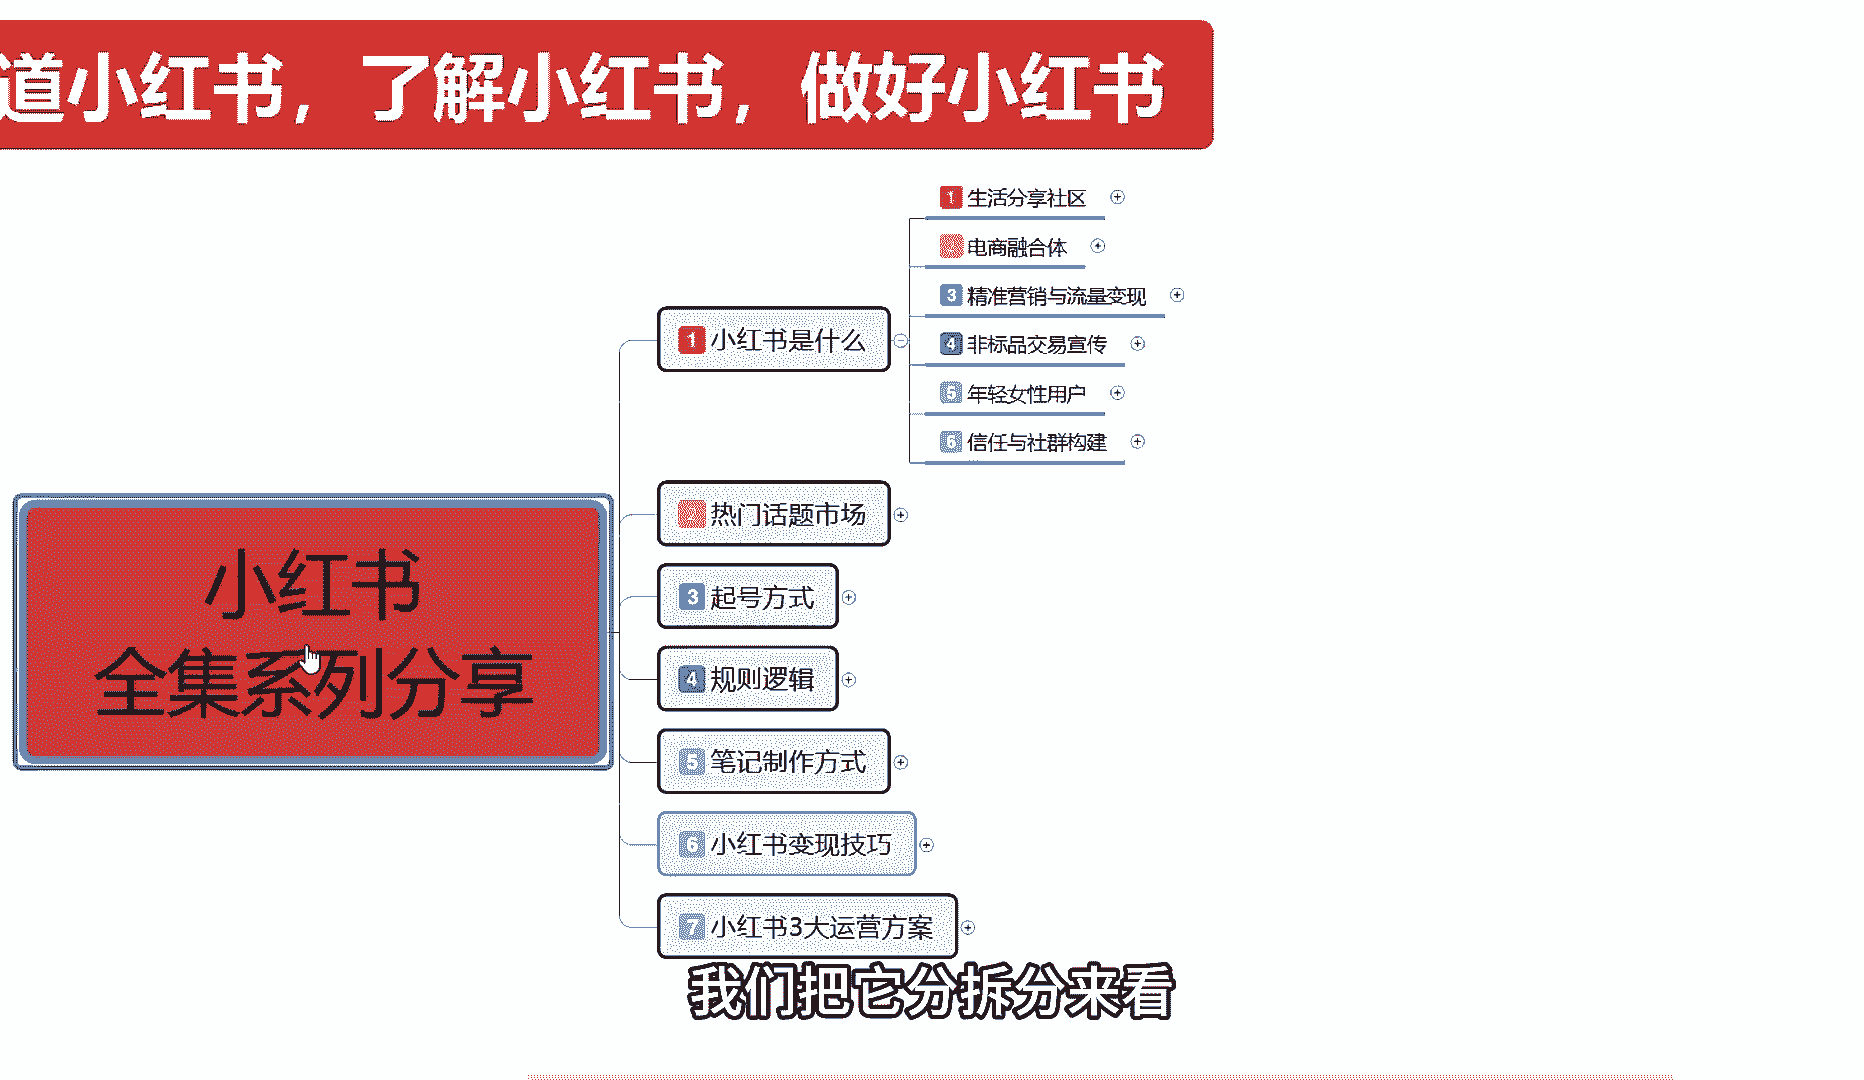 道小红书，了解小红书，做好小红书
1 生活分享社区
2 电商融合体
3 精准营销与流量变现
1 小红书是什么
4 非标品交易宣传
5 年轻女性用户
6 信任与社群构建
2 热门话题市场
小红书
全集系列分享
3 起号方式
4 规则逻辑
5 笔记制作方式
6 小红书变现技巧
7 小红书3大运营方案
我们把它分拆分来看